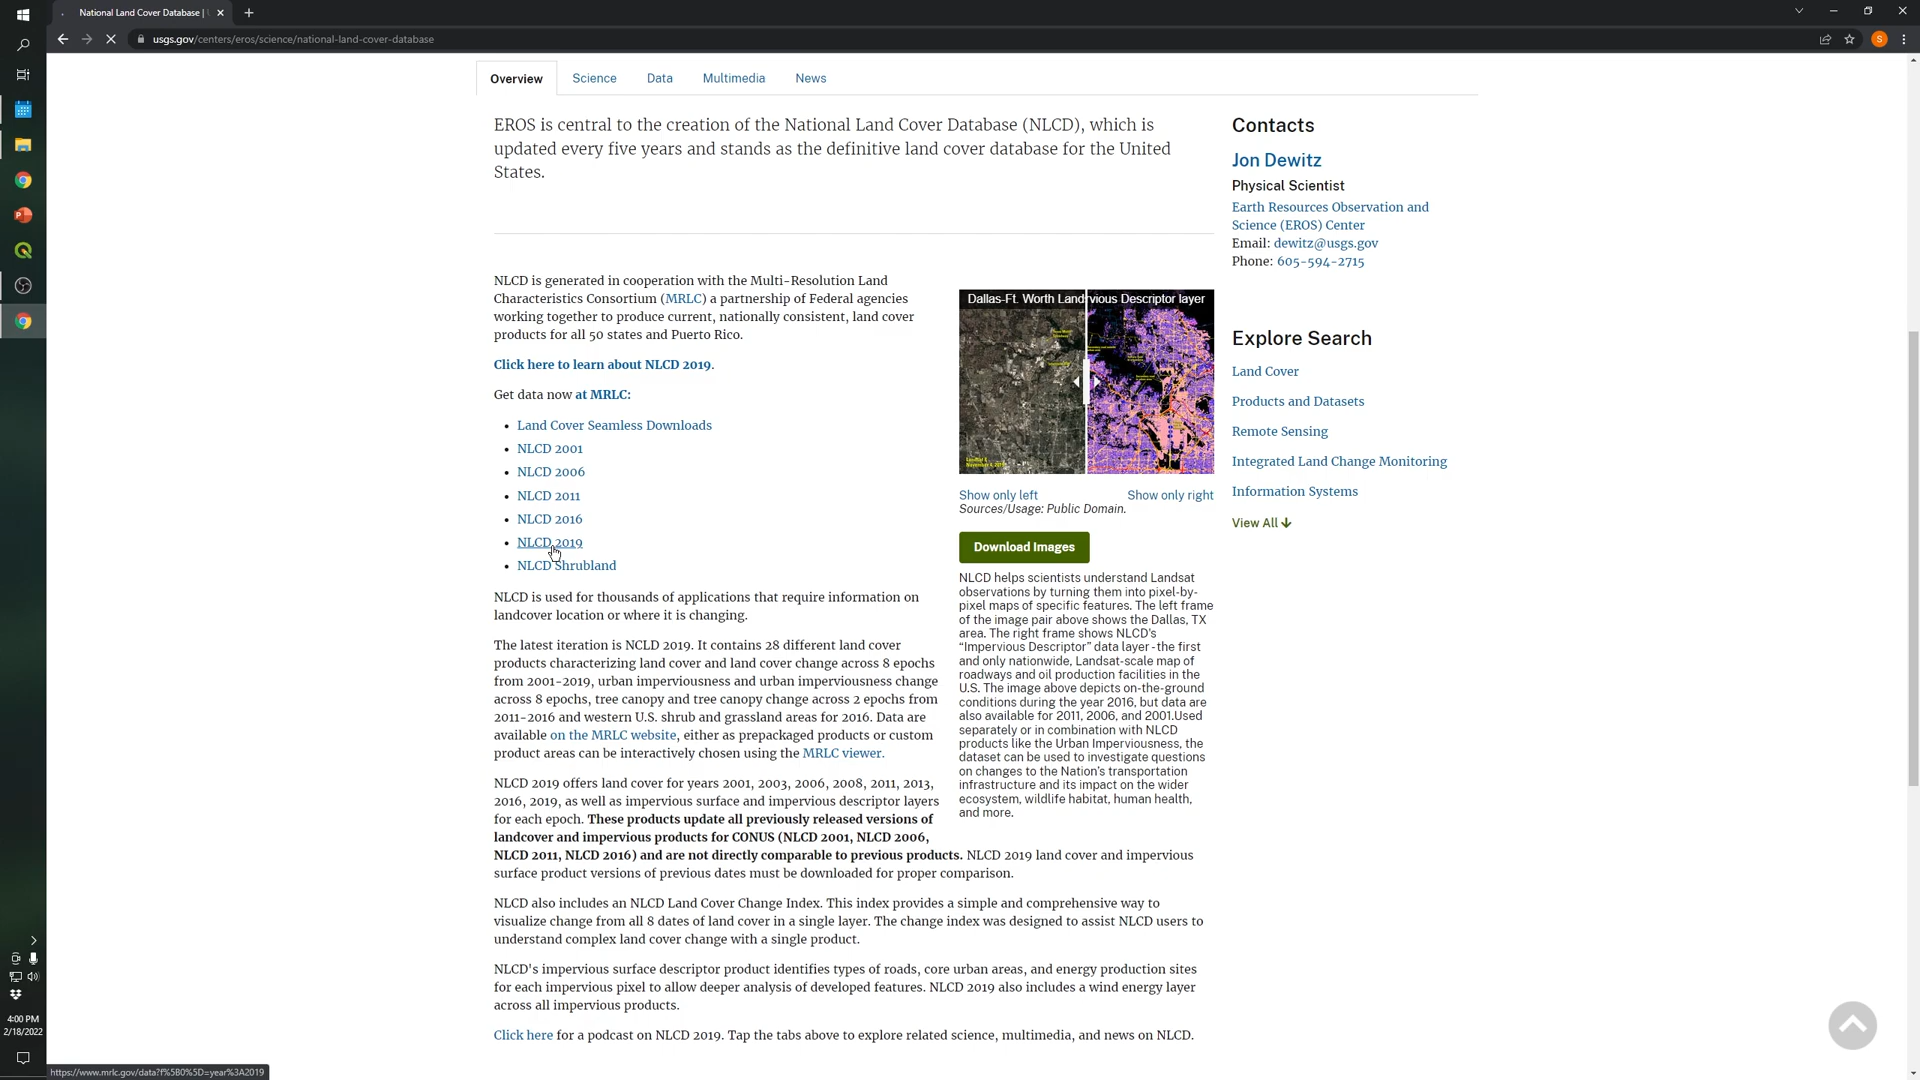 National Land Cover Database |
usgs.gov/centers/eros/science/national-land-cover-database
S
Overview
Science
Data
Multimedia
News
EROS is central to the creation of the National Land Cover Database (NLCD), which is
updated every five years and stands as the definitive land cover database for the United
States.
Contacts
Jon Dewitz
Physical Scientist
Earth Resources Observation and
Science (EROS) Center
Email: dewitz@usgs.gov
Phone: 605-594-2715
NLCD is generated in cooperation with the Multi-Resolution Land
Characteristics Consortium (MRLC) a partnership of Federal agencies
working together to produce current, nationally consistent, land cover
products for all 50 states and Puerto Rico.
Click here to learn about NLCD 2019.
Get data now at MRLC:
• Land Cover Seamless Downloads
• NLCD 2001
• NLCD 2006
• NLCD 2011
• NLCD 2016
• NLCD 2019
• NLCD Shrubland
Dallas-Ft. Worth Land
vious Descriptor layer
Show only left
Show only right
Sources/Usage: Public Domain.
Download Images
NLCD helps scientists understand Landsat
observations by turning them into pixel-by-
pixel maps of specific features. The left frame
of the image pair above shows the Dallas, TX
area. The right frame shows NLCD's
“Impervious Descriptor” data layer - the first
and only nationwide, Landsat-scale map of
roadways and oil production facilities in the
U.S. The image above depicts on-the-ground
conditions during the year 2016, but data are
also available for 2011, 2006, and 2001.Used
separately or in combination with NLCD
products like the Urban Imperviousness, the
dataset can be used to investigate questions
on changes to the Nation's transportation
infrastructure and its impact on the wider
ecosystem, wildlife habitat, human health,
and more.
Explore Search
Land Cover
Products and Datasets
Remote Sensing
Integrated Land Change Monitoring
Information Systems
View All
NLCD is used for thousands of applications that require information on
landcover location or where it is changing.
The latest iteration is NCLD 2019. It contains 28 different land cover
products characterizing land cover and land cover change across 8 epochs
from 2001-2019, urban imperviousness and urban imperviousness change
across 8 epochs, tree canopy and tree canopy change across 2 epochs from
2011-2016 and western U.S. shrub and grassland areas for 2016. Data are
available on the MRLC website, either as prepackaged products or custom
product areas can be interactively chosen using the MRLC viewer.
NLCD 2019 offers land cover for years 2001, 2003, 2006, 2008, 2011, 2013,
2016, 2019, as well as impervious surface and impervious descriptor layers
for each epoch. These products update all previously released versions of
landcover and impervious products for CONUS (NLCD 2001, NLCD 2006,
NLCD 2011, NLCD 2016) and are not directly comparable to previous products. NLCD 2019 land cover and impervious
surface product versions of previous dates must be downloaded for proper comparison.
NLCD also includes an NLCD Land Cover Change Index. This index provides a simple and comprehensive way to
visualize change from all 8 dates of land cover in a single layer. The change index was designed to assist NLCD users to
understand complex land cover change with a single product.
NLCD's impervious surface descriptor product identifies types of roads, core urban areas, and energy production sites
for each impervious pixel to allow deeper analysis of developed features. NLCD 2019 also includes a wind energy layer
across all impervious products.
Click here for a podcast on NLCD 2019. Tap the tabs above to explore related science, multimedia, and news on NLCD.
4:00 PM
2/18/2022
https://www.mrlc.gov/data?f%5B0%5D=year%3A2019